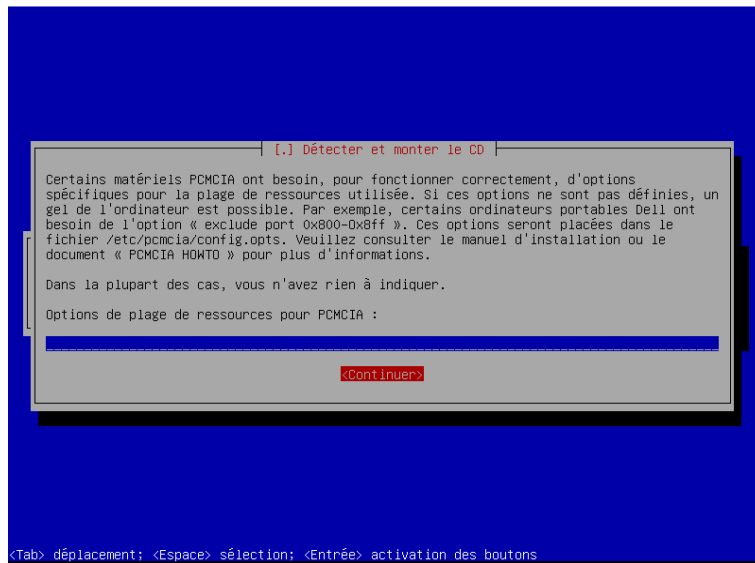 [.] Détecter et monter le CD
Certains matériels PCMCIA ont besoin, pour fonctionner correctement, d'options
spécifiques pour la plage de ressources utilisée. Si ces options ne sont pas définies, un
gel de l'ordinateur est possible. Par exemple, certains ordinateurs portables Dell ont
besoin de l'option « exclude port 0x800-0x8ff ». Ces options seront placées dans le
fichier /etc/pcmcia/config.opts. Veuillez consulter le manuel d'installation ou le
document « PCMCIA HOWTO » pour plus d'informations.
Dans la plupart des cas, vous n'avez rien à indiquer.
Options de plage de ressources pour PCMCIA :
<Continuer>
<Tab> déplacement; <Espace> sélection; <Entrée> activation des boutons